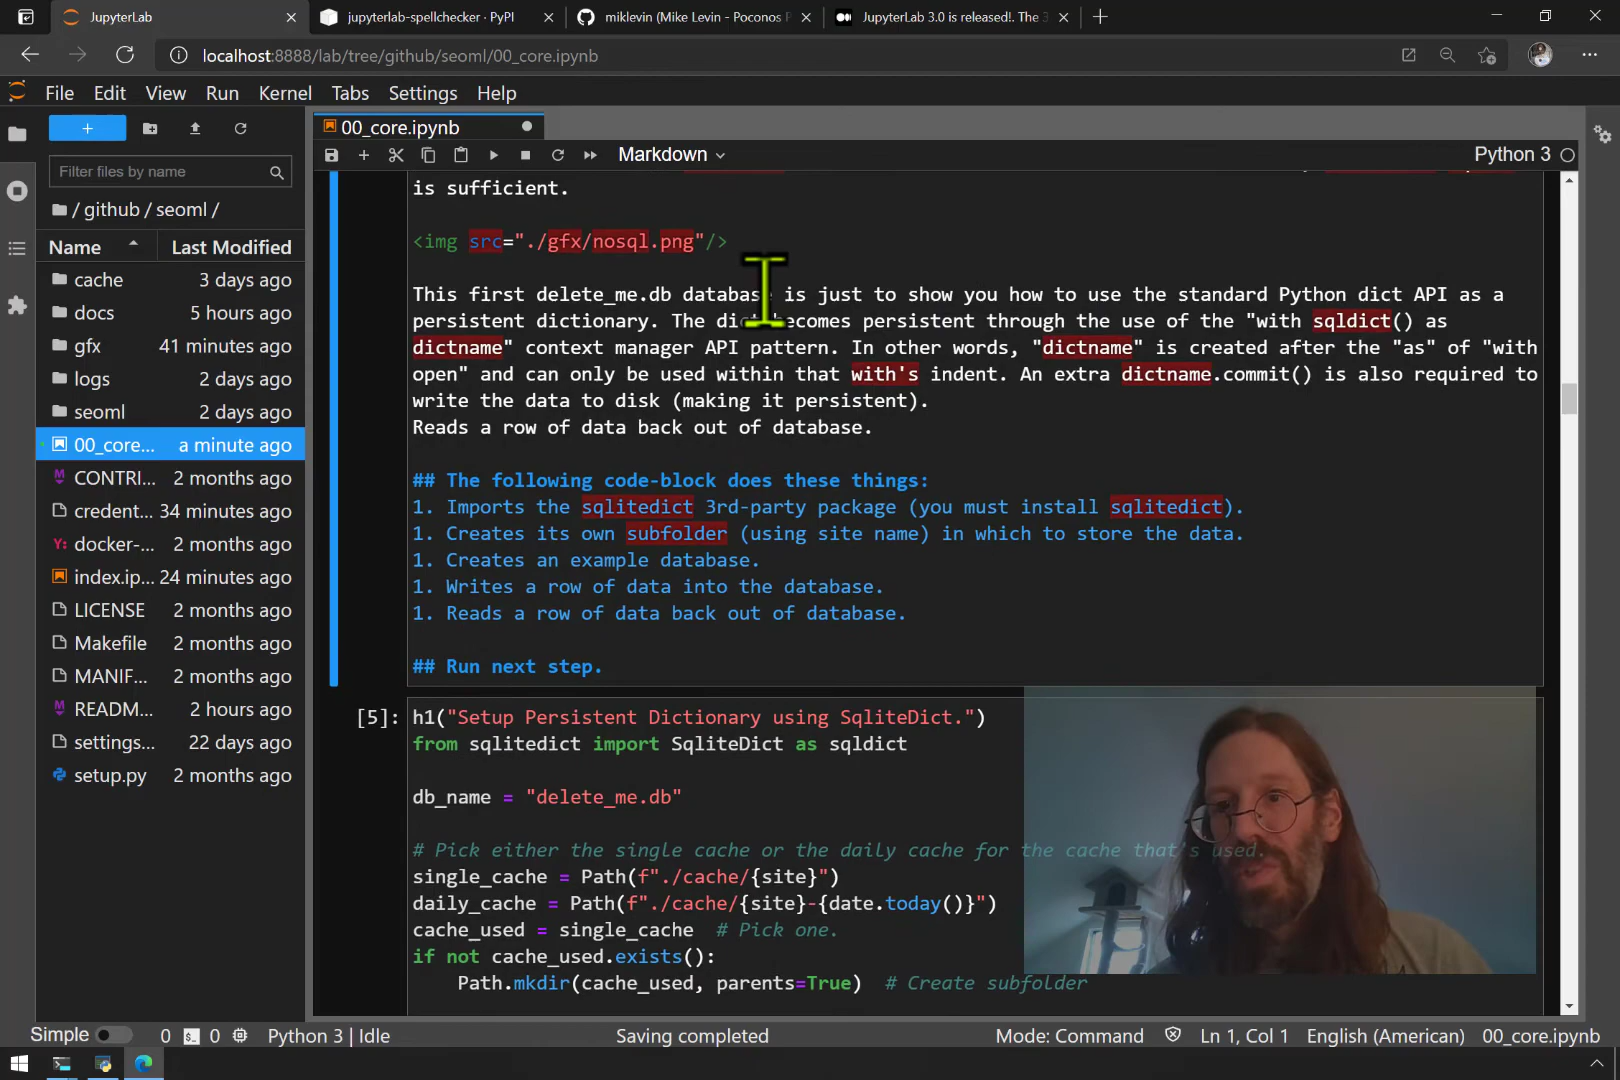 JupyterLab
jupyterlab-spellchecker · PyPI
miklevin (Mike Levin - Poconos P
JupyterLab 3.0 is released!. The 3
localhost:8888/lab/tree/github/seoml/00_core.ipynb
File Edit View Run Kernel Tabs Settings Help
00_core.ipynb
Markdown
Python 3
Filter files by name
/ github / seoml /
Name Last Modified
cache 3 days ago
docs 5 hours ago
gfx 41 minutes ago
logs 2 days ago
seoml 2 days ago
00_core... a minute ago
CONTRI... 2 months ago
credent... 34 minutes ago
docker-... 2 months ago
index.ip... 24 minutes ago
LICENSE 2 months ago
Makefile 2 months ago
MANIF... 2 months ago
READM... 2 hours ago
settings... 22 days ago
setup.py 2 months ago
is sufficient.
<img src="./gfx/nosql.png"/>
This first delete_me.db database is just to show you how to use the standard Python dict API as a
persistent dictionary. The dict becomes persistent through the use of the "with sqldict() as
dictname" context manager API pattern. In other words, "dictname" is created after the "as" of "with
open" and can only be used within that with's indent. An extra dictname.commit() is also required to
write the data to disk (making it persistent).
Reads a row of data back out of database.
## The following code-block does these things:
1. Imports the sqlitedict 3rd-party package (you must install sqlitedict).
1. Creates its own subfolder (using site name) in which to store the data.
1. Creates an example database.
1. Writes a row of data into the database.
1. Reads a row of data back out of database.
## Run next step.
[5]: h1("Setup Persistent Dictionary using SqliteDict.")
from sqlitedict import SqliteDict as sqldict
db_name = "delete_me.db"
# Pick either the single cache or the daily cache for the cache that's used.
single_cache = Path(f"./cache/{site}")
daily_cache = Path(f"./cache/{site}-{date.today()}")
cache_used = single_cache # Pick one.
if not cache_used.exists():
Path.mkdir(cache_used, parents=True) # Create subfolder
Simple 0 0 Python 3 | Idle Saving completed Mode: Command Ln 1, Col 1 English (American) 00_core.ipynb